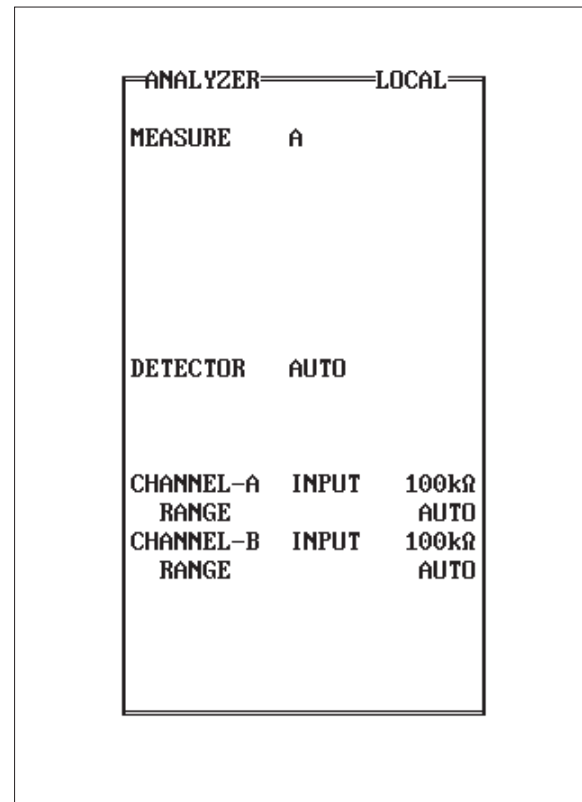 ANALYZER LOCAL
MEASURE A
DETECTOR AUTO
CHANNEL-A INPUT 100kΩ
RANGE AUTO
CHANNEL-B INPUT 100kΩ
RANGE AUTO